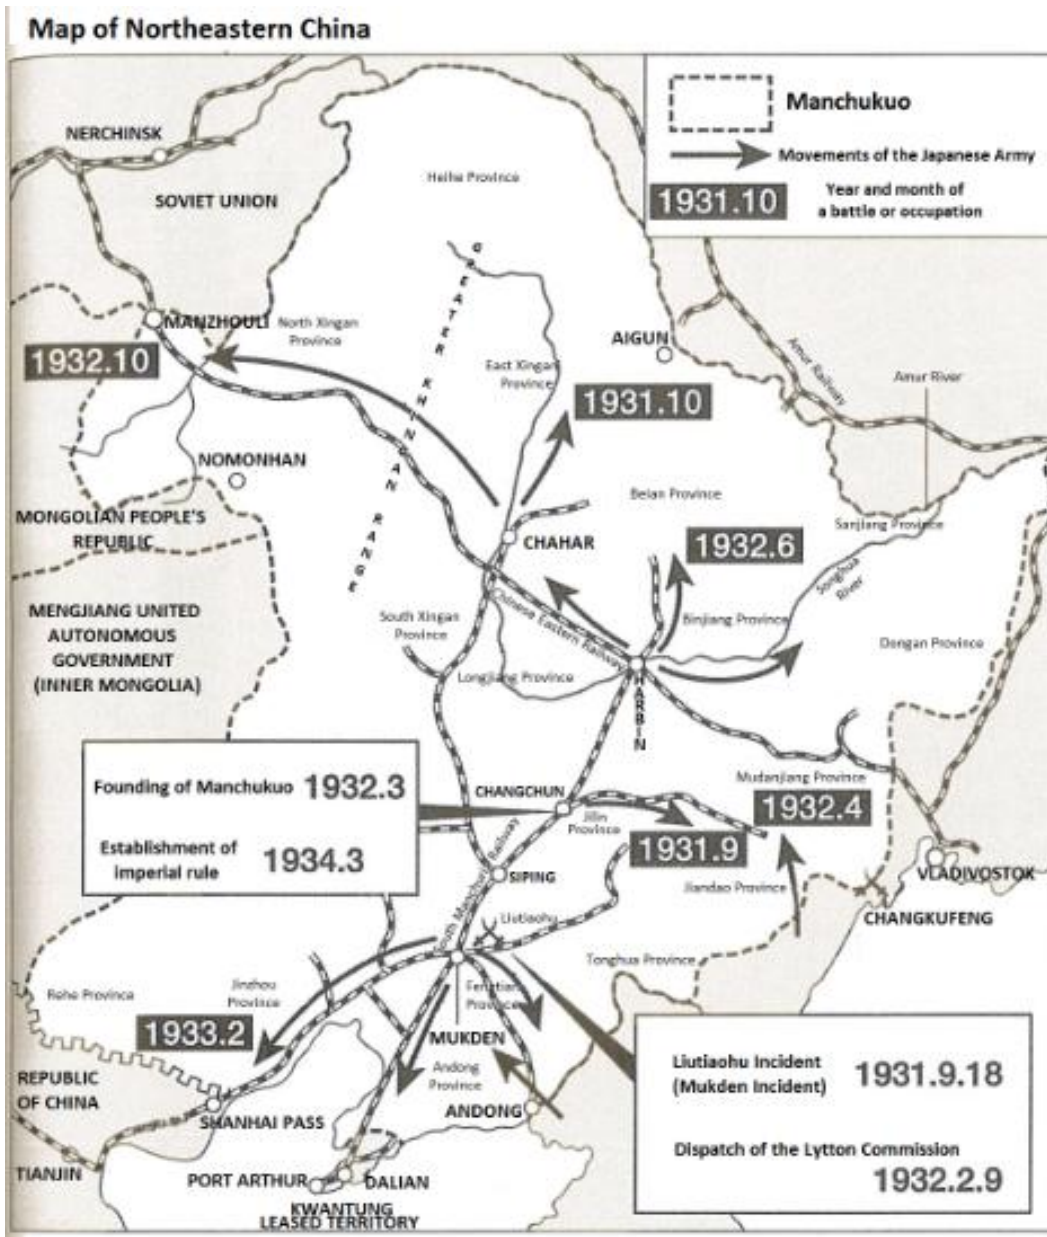 Map of Northeastern China
Manchukuo
Movements of the Japanese Army
1931.10
Year and month of
a battle or occupation
NERCHINSK
SOVIET UNION
Heihe Province
MANZHOULI
North Xingan
Province
1932.10
GREATER KHINGAN RANGE
East Xingan
Province
AIGUN
Amur Railway
Amur River
1931.10
NOMONHAN
Beian Province
MONGOLIAN PEOPLE'S
REPUBLIC
CHAHAR
Sanjiang Province
1932.6
Songhua
River
MENGJIANG UNITED
AUTONOMOUS
GOVERNMENT
(INNER MONGOLIA)
South Xingan
Province
Chinese Eastern Railway
Binjiang Province
Dongan Province
Longjiang Province
HARBIN
Founding of Manchukuo 1932.3
Establishment of
imperial rule 1934.3
CHANGCHUN
Mudanjiang Province
Jilin
Province
1932.4
1931.9
South Manchuria Railway
SIPING
Jiandao Province
VLADIVOSTOK
CHANGKUFENG
Liutiaohu
Tonghua Province
Rehe Province
Jinzhou
Province
Fengtian
Province
1933.2
MUKDEN
Andong
Province
ANDONG
REPUBLIC
OF CHINA
SHANHAI PASS
TIANJIN
PORT ARTHUR
DALIAN
KWANTUNG
LEASED TERRITORY
Liutiaohu Incident
(Mukden Incident) 1931.9.18
Dispatch of the Lytton Commission
1932.2.9